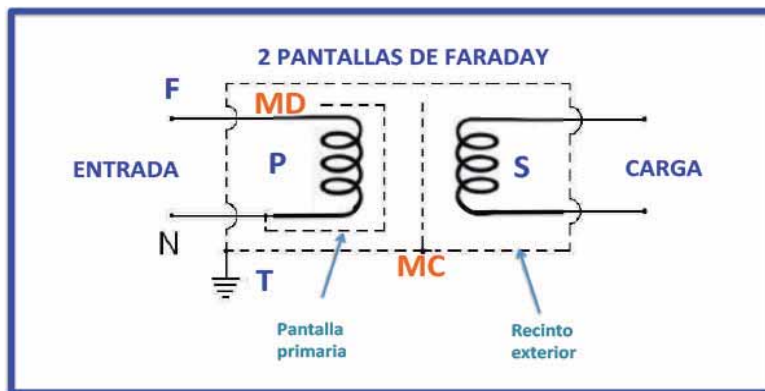 2 PANTALLAS DE FARADAY
F
MD
ENTRADA
P
S
CARGA
N
T
MC
Pantalla
primaria
Recinto
exterior